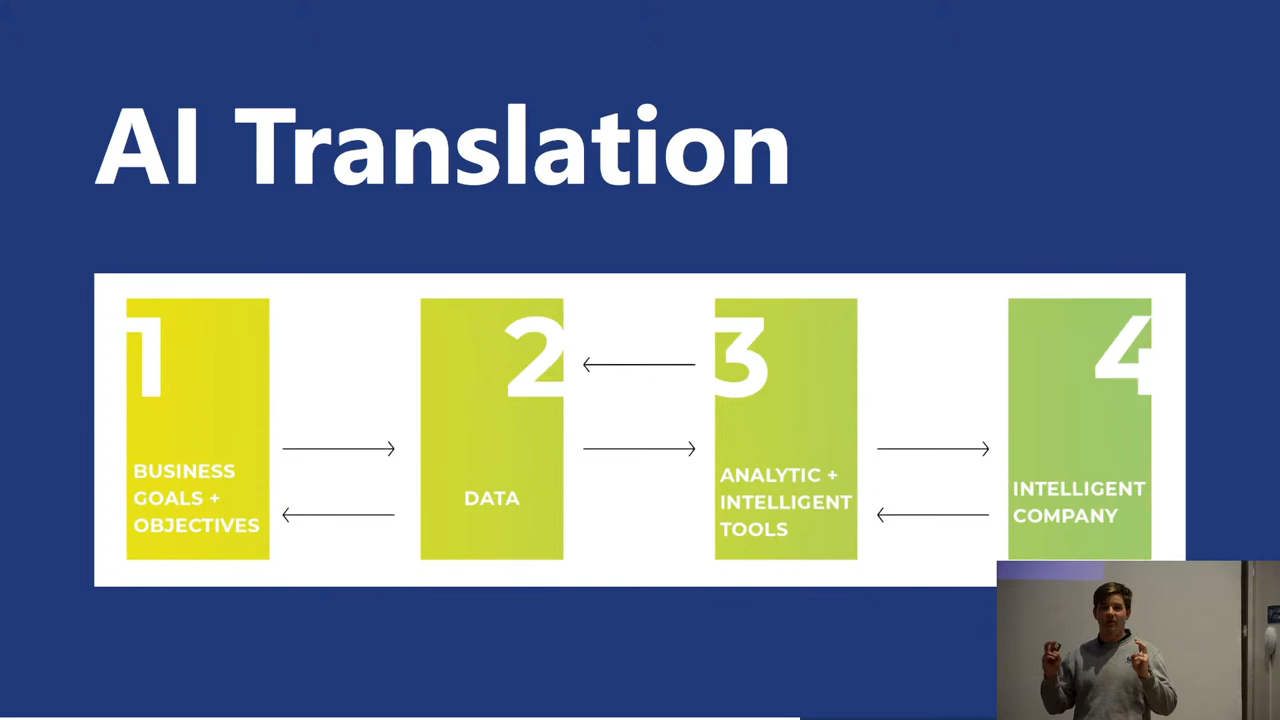 AI Translation
1
BUSINESS
GOALS +
OBJECTIVES
2
DATA
3
ANALYTIC +
INTELLIGENT
TOOLS
4
INTELLIGENT
COMPANY